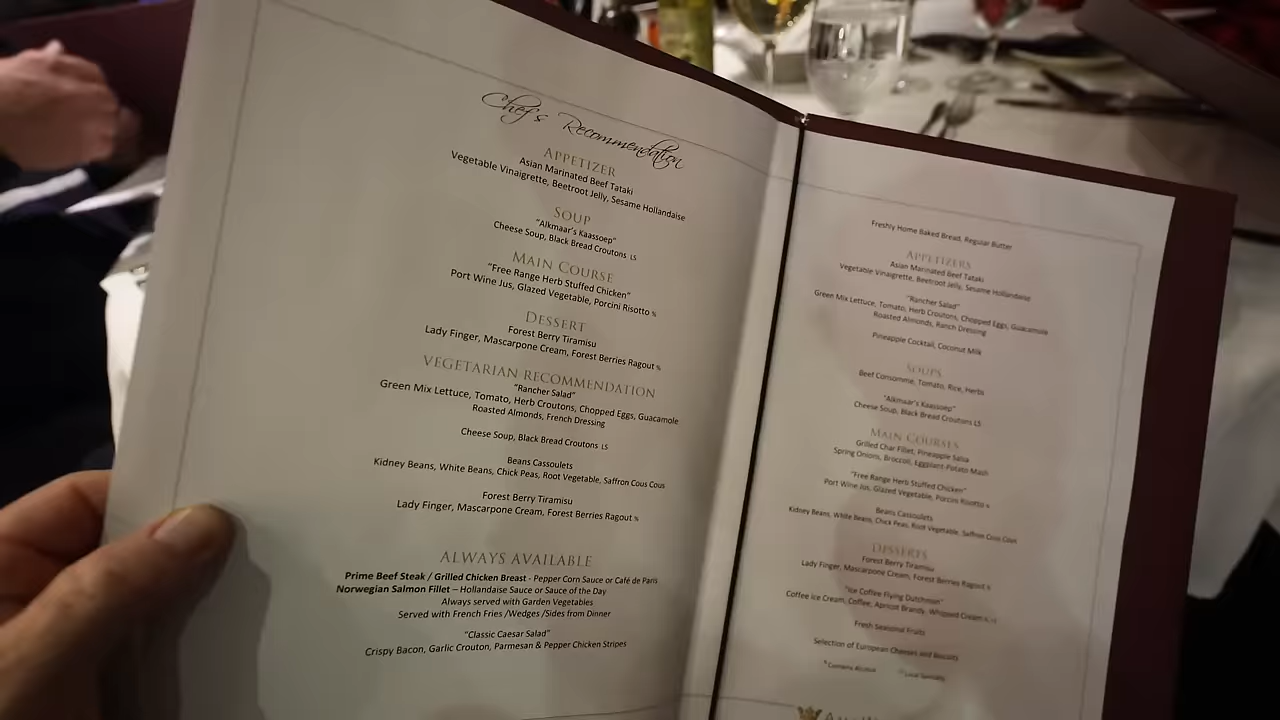 Chef's Recommendation
APPETIZER
Asian Marinated Beef Tataki
Vegetable Vinaigrette, Beetroot Jelly, Sesame Hollandaise
SOUP
"Alkmaar's Kaassoep"
Cheese Soup, Black Bread Croutons LS
MAIN COURSE
"Free Range Herb Stuffed Chicken"
Port Wine Jus, Glazed Vegetable, Porcini Risotto %
DESSERT
Forest Berry Tiramisu
Lady Finger, Mascarpone Cream, Forest Berries Ragout %
VEGETARIAN RECOMMENDATION
"Rancher Salad"
Green Mix Lettuce, Tomato, Herb Croutons, Chopped Eggs, Guacamole
Roasted Almonds, French Dressing
Cheese Soup, Black Bread Croutons LS
Beans Cassoulets
Kidney Beans, White Beans, Chick Peas, Root Vegetable, Saffron Cous Cous
Forest Berry Tiramisu
Lady Finger, Mascarpone Cream, Forest Berries Ragout %
ALWAYS AVAILABLE
Prime Beef Steak / Grilled Chicken Breast - Pepper Corn Sauce or Café de Paris
Norwegian Salmon Fillet – Hollandaise Sauce or Sauce of the Day
Always served with Garden Vegetables
Served with French Fries /Wedges /Sides from Dinner
"Classic Caesar Salad"
Crispy Bacon, Garlic Crouton, Parmesan & Pepper Chicken Stripes
Freshly Home Baked Bread, Regular Butter
APPETIZERS
Asian Marinated Beef Tataki
Vegetable Vinaigrette, Beetroot Jelly, Sesame Hollandaise
"Rancher Salad"
Green Mix Lettuce, Tomato, Herb Croutons, Chopped Eggs, Guacamole
Roasted Almonds, Ranch Dressing
Pineapple Cocktail, Coconut Milk
SOUPS
Beef Consomme, Tomato, Rice, Herbs
"Alkmaar's Kaassoep"
Cheese Soup, Black Bread Croutons LS
MAIN COURSES
Grilled Char Fillet, Pineapple Salsa
Spring Onions, Broccoli, Eggplant-Potato Mash
"Free Range Herb Stuffed Chicken"
Port Wine Jus, Glazed Vegetable, Porcini Risotto %
Beans Cassoulets
Kidney Beans, White Beans, Chick Peas, Root Vegetable, Saffron Cous Cous
DESSERTS
Forest Berry Tiramisu
Lady Finger, Mascarpone Cream, Forest Berries Ragout %
"Ice Coffee Flying Dutchman"
Coffee Ice Cream, Coffee, Apricot Brandy, Whipped Cream %, LS
Fresh Seasonal Fruits
Selection of European Cheeses and Biscuits
% Contains Alcohol LS Local Specialty